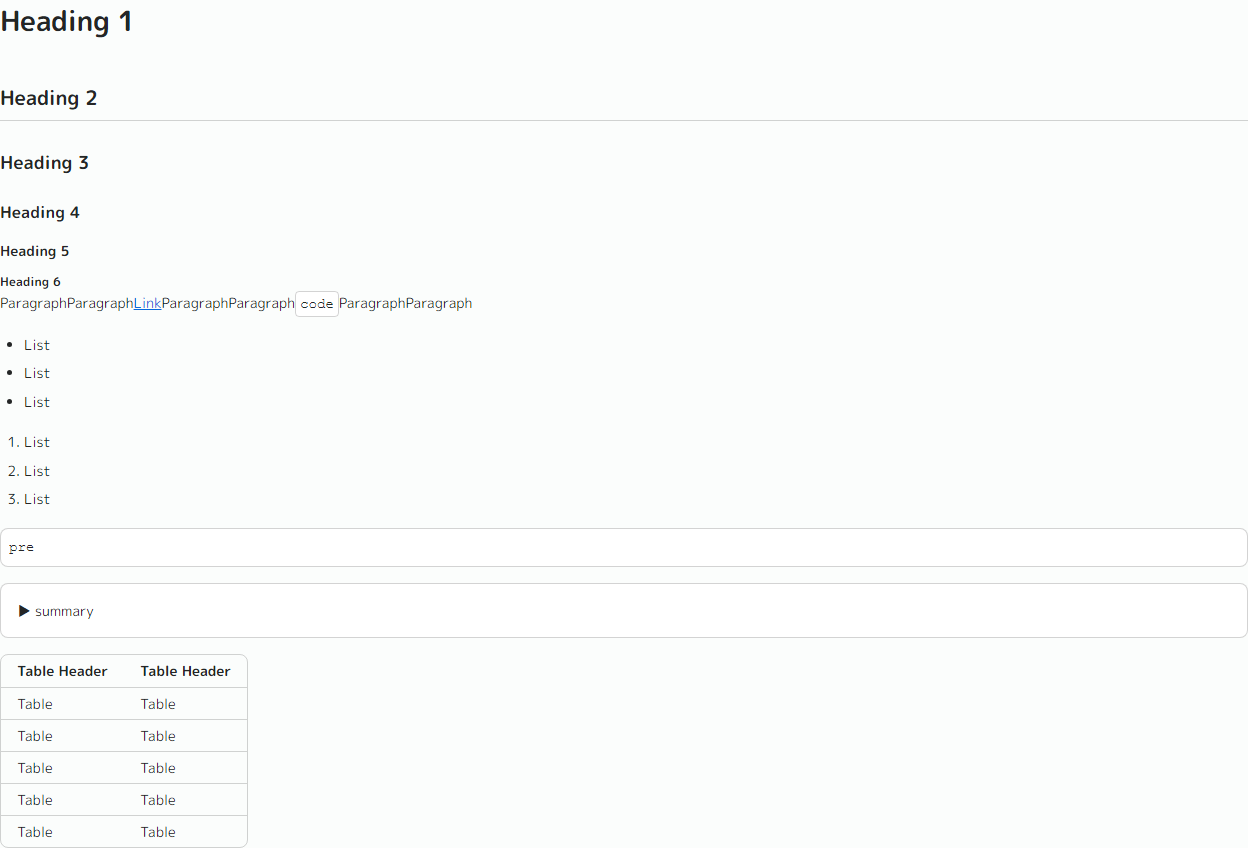 Heading 1
Heading 2
Heading 3
Heading 4
Heading 5
Heading 6
ParagraphParagraphLinkParagraphParagraph code ParagraphParagraph
• List
• List
• List
1. List
2. List
3. List
pre
▶ summary
Table Header Table Header
Table Table
Table Table
Table Table
Table Table
Table Table